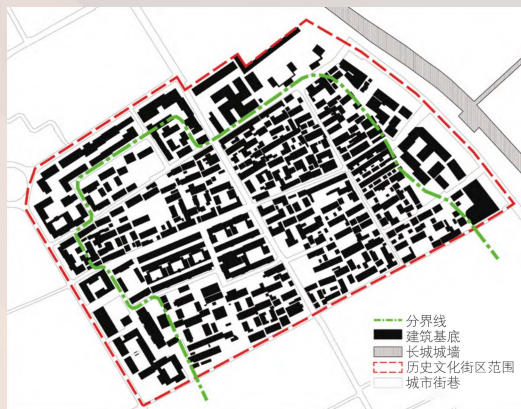 分界线
建筑基底
长城城墙
历史文化街区范围
城市街巷